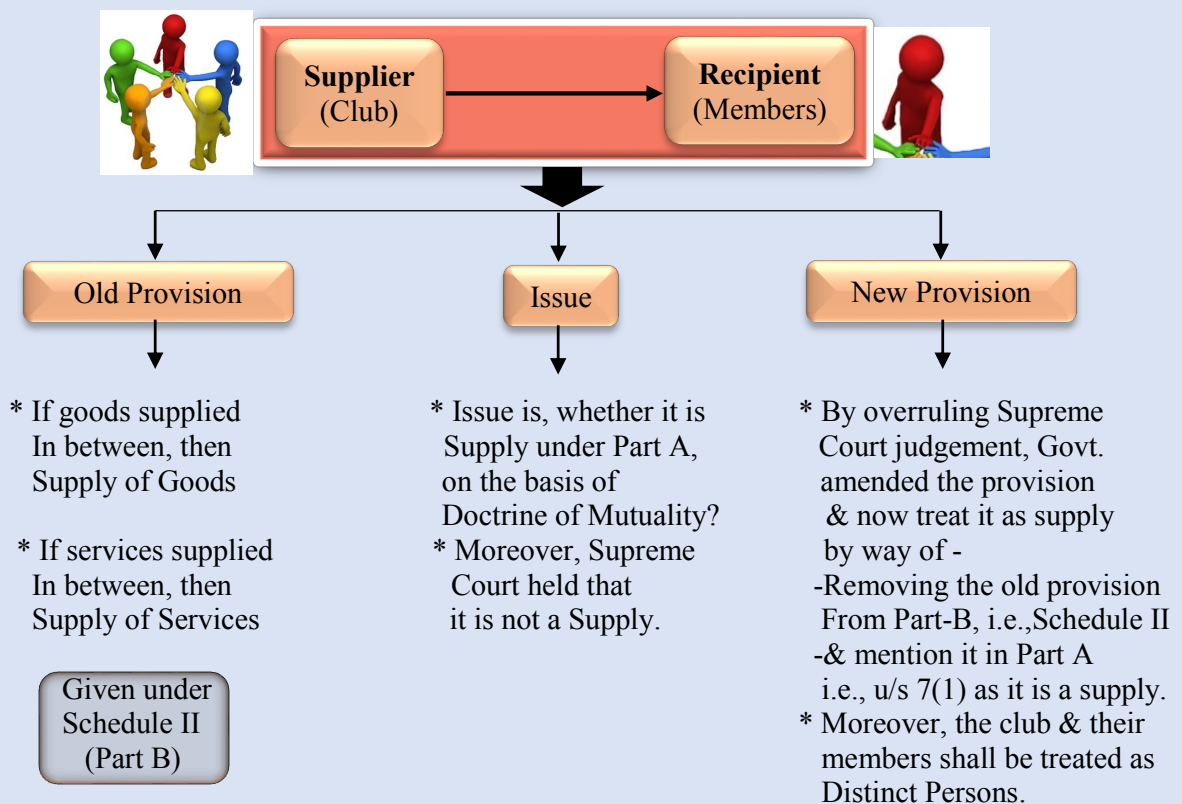 Supplier
(Club)
Recipient
(Members)
Old Provision
* If goods supplied
In between, then
Supply of Goods
* If services supplied
In between, then
Supply of Services
Given under
Schedule II
(Part B)
Issue
* Issue is, whether it is
Supply under Part A,
on the basis of
Doctrine of Mutuality?
* Moreover, Supreme
Court held that
it is not a Supply.
New Provision
* By overruling Supreme
Court judgement, Govt.
amended the provision
& now treat it as supply
by way of -
-Removing the old provision
From Part-B, i.e.,Schedule II
-& mention it in Part A
i.e., u/s 7(1) as it is a supply.
* Moreover, the club & their
members shall be treated as
Distinct Persons.